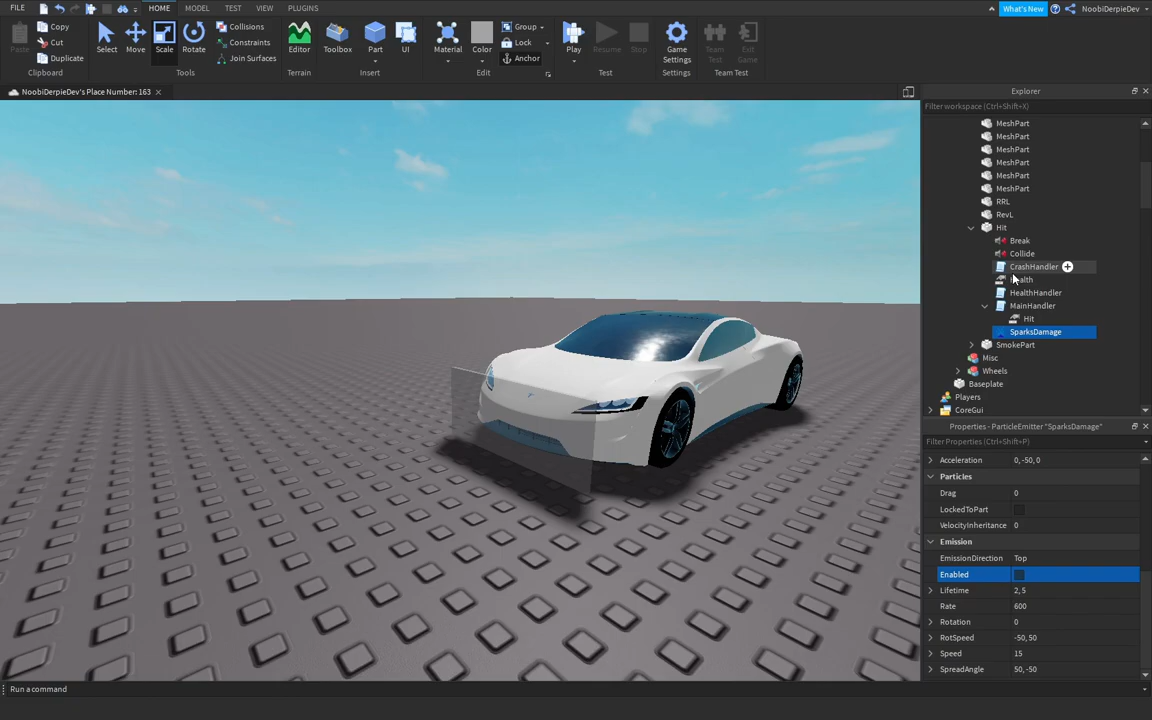 FILE HOME MODEL TEST VIEW PLUGINS What's New NoobiDerpieDev
Paste Copy Cut Duplicate Clipboard
Select Move Scale Rotate Collisions Constraints Join Surfaces Tools
Editor Terrain
Toolbox Part UI Insert
Material Color Group Lock Anchor Edit
Play Resume Stop Test
Game Settings Settings
Team Test Exit Game Team Test
NoobiDerpieDev's Place Number: 163
Explorer
Filter workspace (Ctrl+Shift+X)
MeshPart
MeshPart
MeshPart
MeshPart
MeshPart
MeshPart
RRL
RevL
Hit
Break
Collide
CrashHandler
Health
HealthHandler
MainHandler
Hit
SparksDamage
SmokePart
Misc
Wheels
Baseplate
Players
CoreGui
Properties - ParticleEmitter "SparksDamage"
Filter Properties (Ctrl+Shift+P)
Acceleration 0, -50, 0
Particles
Drag 0
LockedToPart
VelocityInheritance 0
Emission
EmissionDirection Top
Enabled
Lifetime 2, 5
Rate 600
Rotation 0
RotSpeed -50, 50
Speed 15
SpreadAngle 50, -50
Run a command